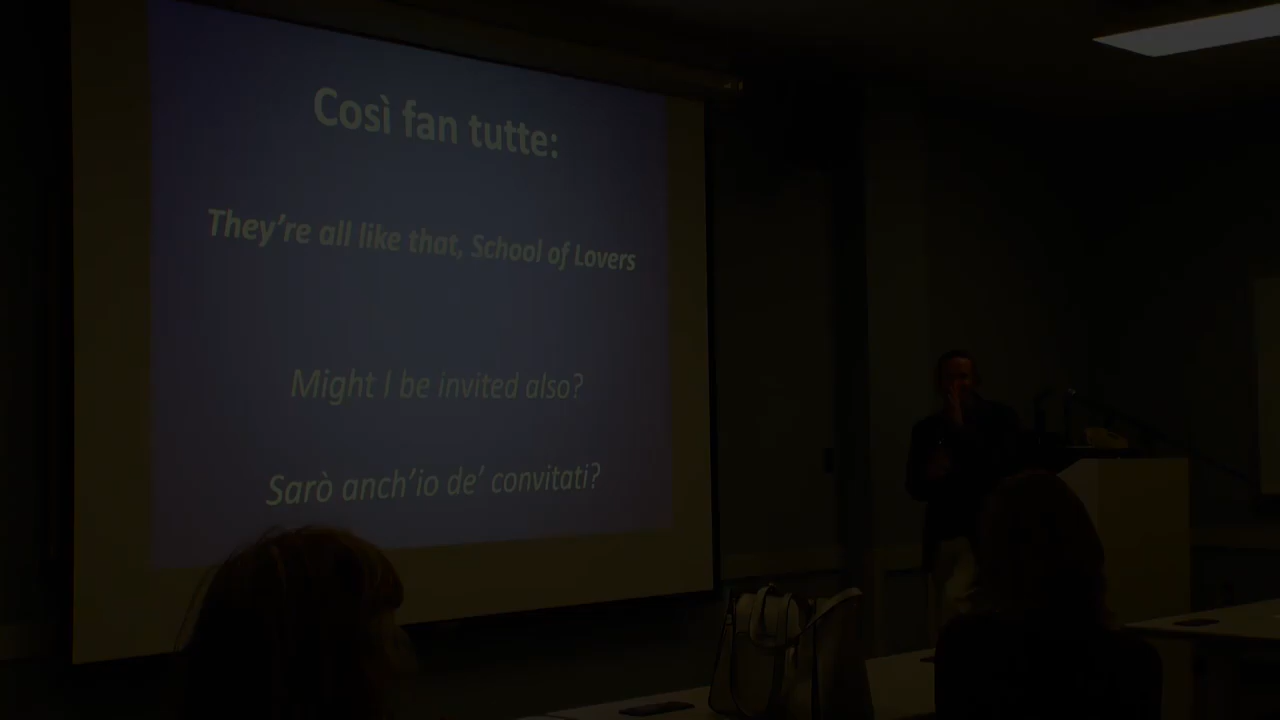 Così fan tutte:
They're all like that, School of Lovers
Might I be invited also?
Sarò anch'io de' convitati?